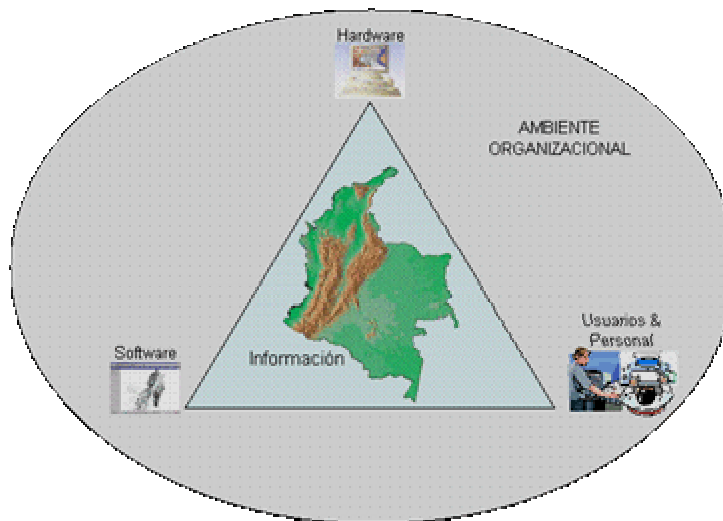 Hardware
AMBIENTE
ORGANIZACIONAL
Usuarios &
Personal
Software
Información